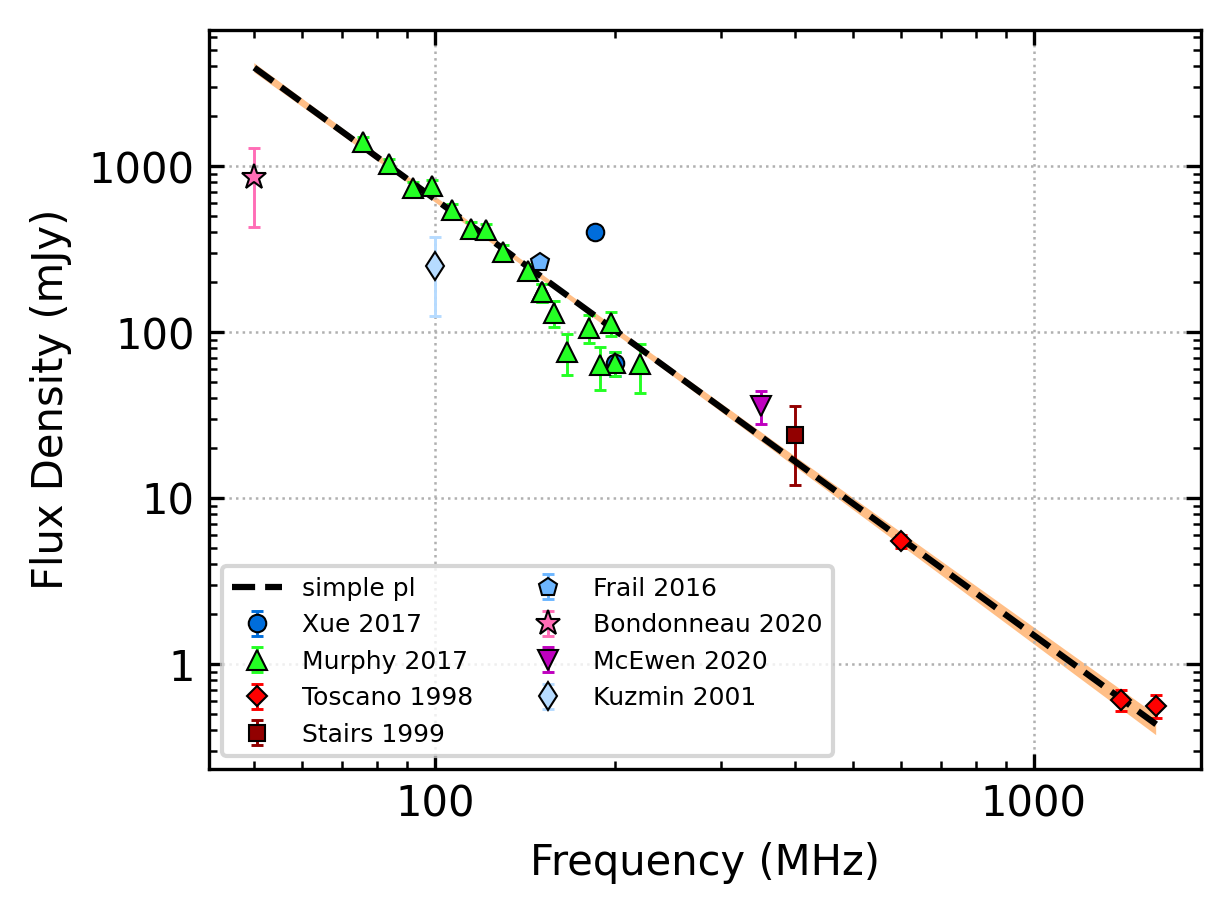 Flux Density (mJy)
1000
100
10
1
simple pl
Xue 2017
Murphy 2017
Toscano 1998
Stairs 1999
Frail 2016
Bondonneau 2020
McEwen 2020
Kuzmin 2001
100
1000
Frequency (MHz)